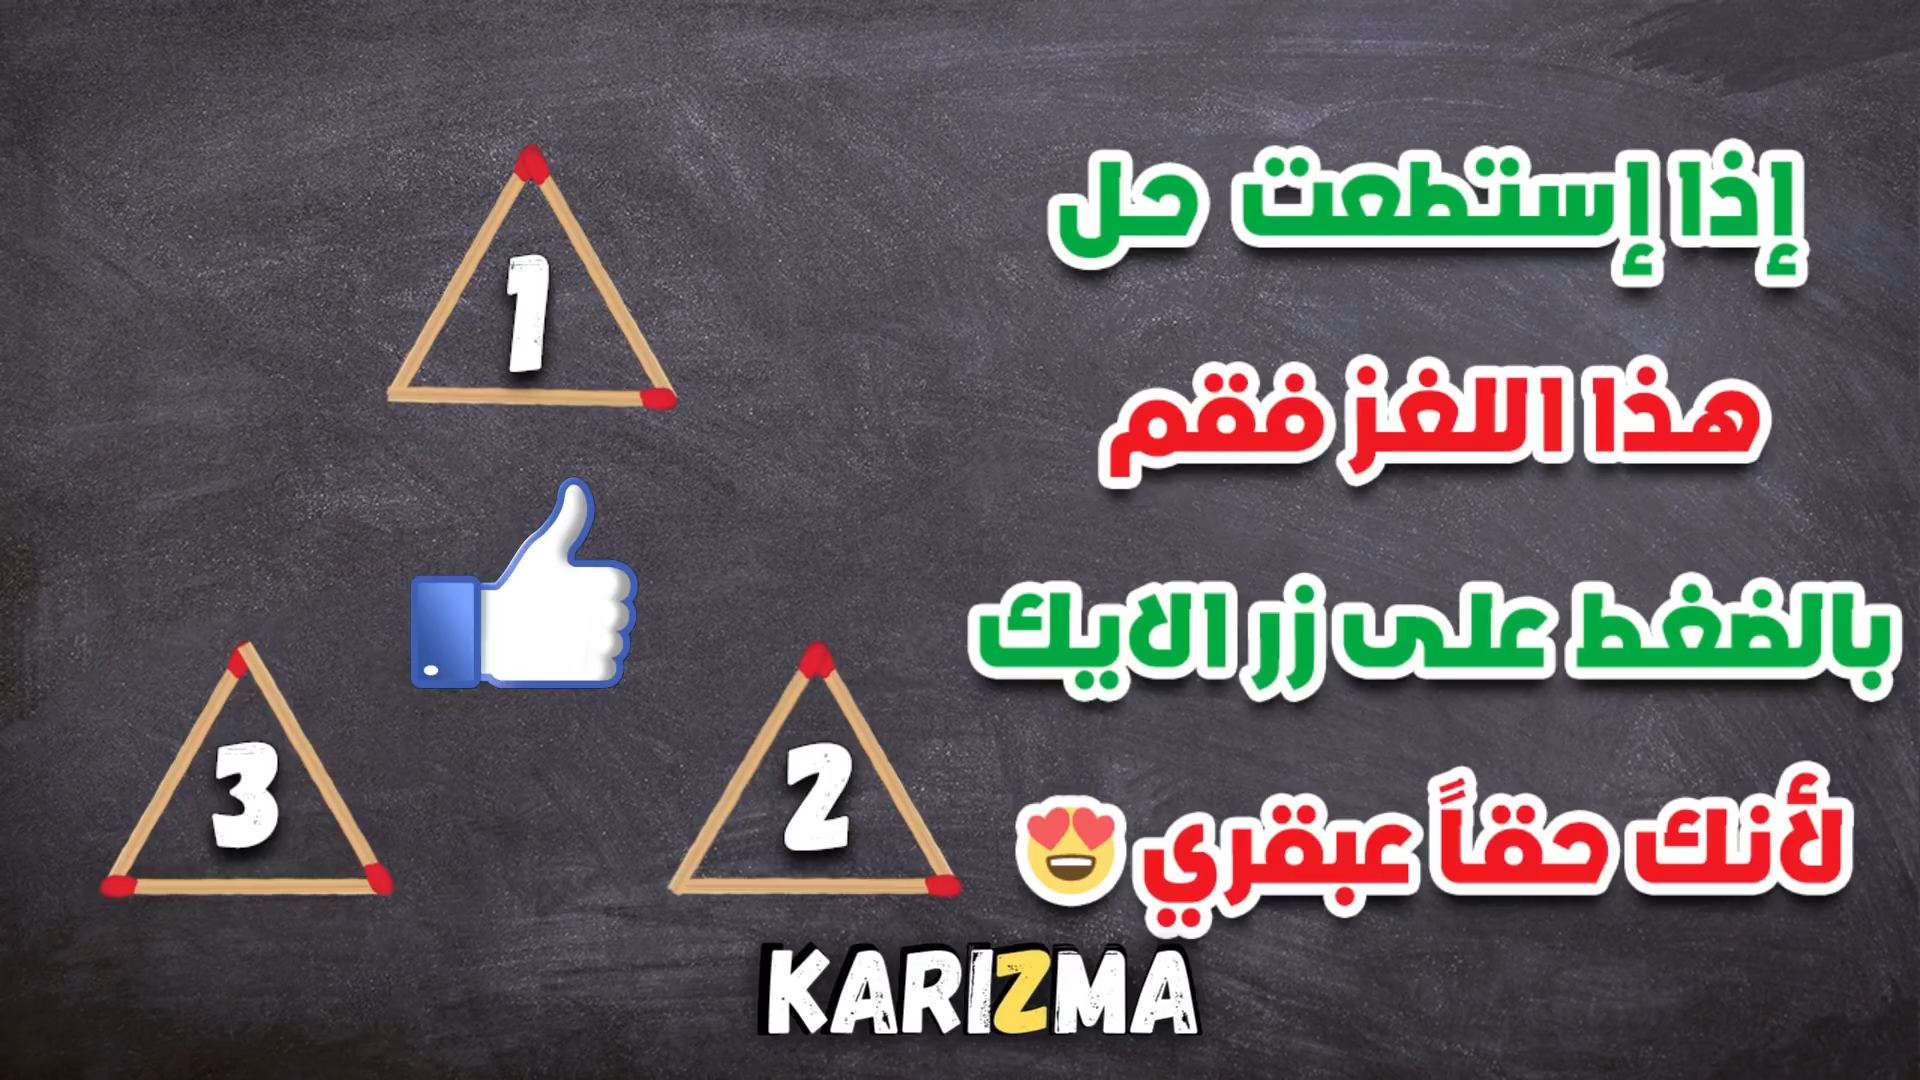 إذا إستطعت حل
هذا اللغز فقم
بالضغط على زر الايك
لأنك حقاً عبقري😍
1
3
2
KARIZMA